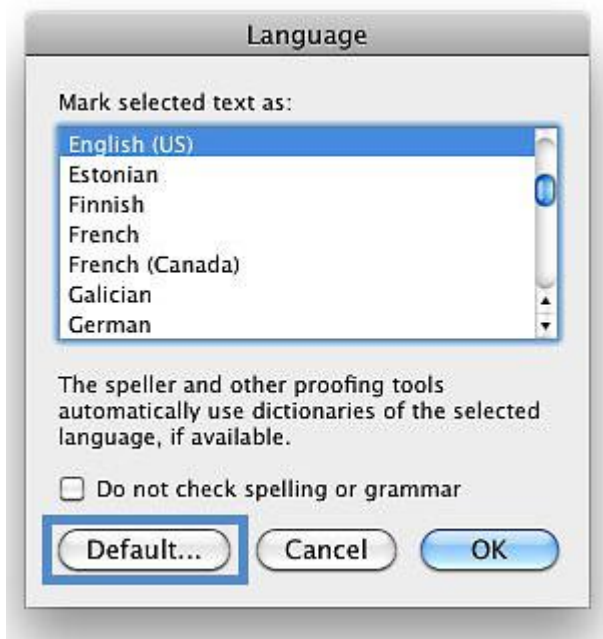 Language
Mark selected text as:
English (US)
Estonian
Finnish
French
French (Canada)
Galician
German
The speller and other proofing tools
automatically use dictionaries of the selected
language, if available.
Do not check spelling or grammar
Default... Cancel OK